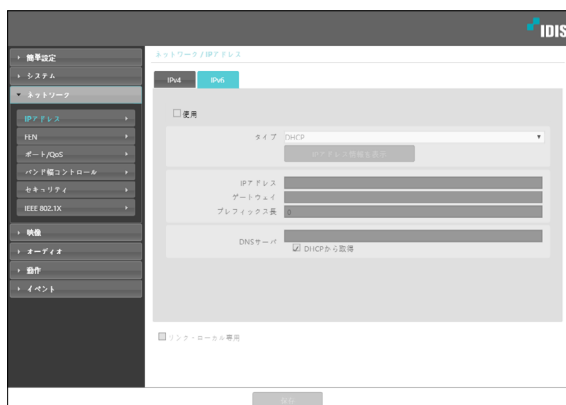 IDIS
簡単設定
システム
ネットワーク
IPアドレス
FEN
ポート/QoS
バンド幅コントロール
セキュリティ
IEEE 802.1X
映像
オーディオ
動作
イベント
ネットワーク / IPアドレス
IPv4 IPv6
使用
タイプ DHCP
IPアドレス情報を表示
IPアドレス
ゲートウェイ
プレフィックス長 0
DNSサーバ
DHCPから取得
リンク・ローカル専用
保存